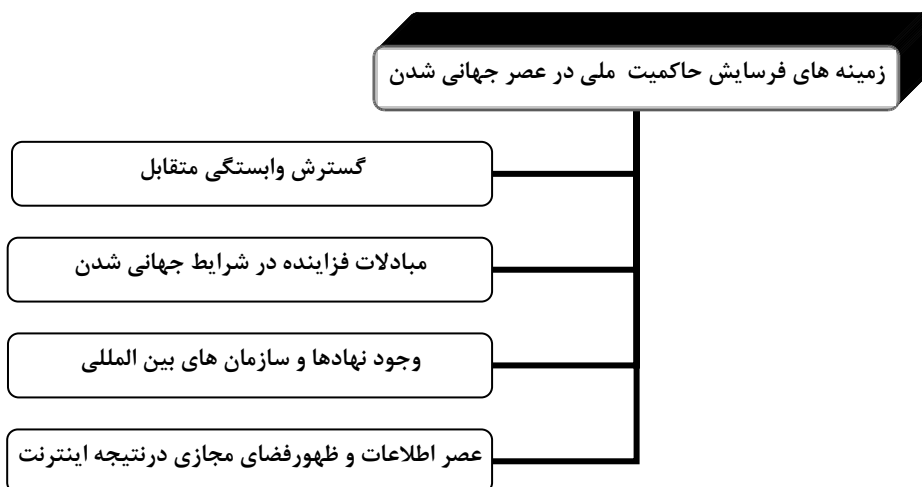 زمینه های فرسایش حاکمیت ملی در عصر جهانی شدن
گسترش وابستگی متقابل
مبادلات فزاینده در شرایط جهانی شدن
وجود نهادها و سازمان های بین المللی
عصر اطلاعات و ظهورفضای مجازی درنتیجه اینترنت